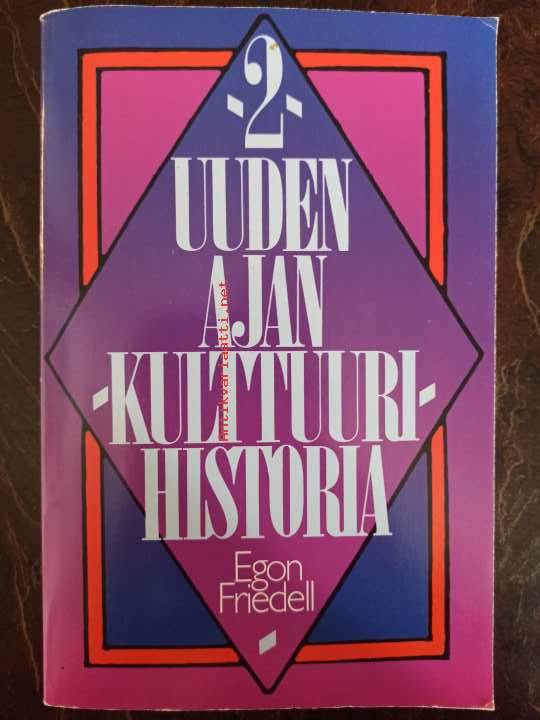 -2-
UUDEN
AJAN
-KULTTUURI-
HISTORIA
Egon
Friedell
antikvariaatti.net